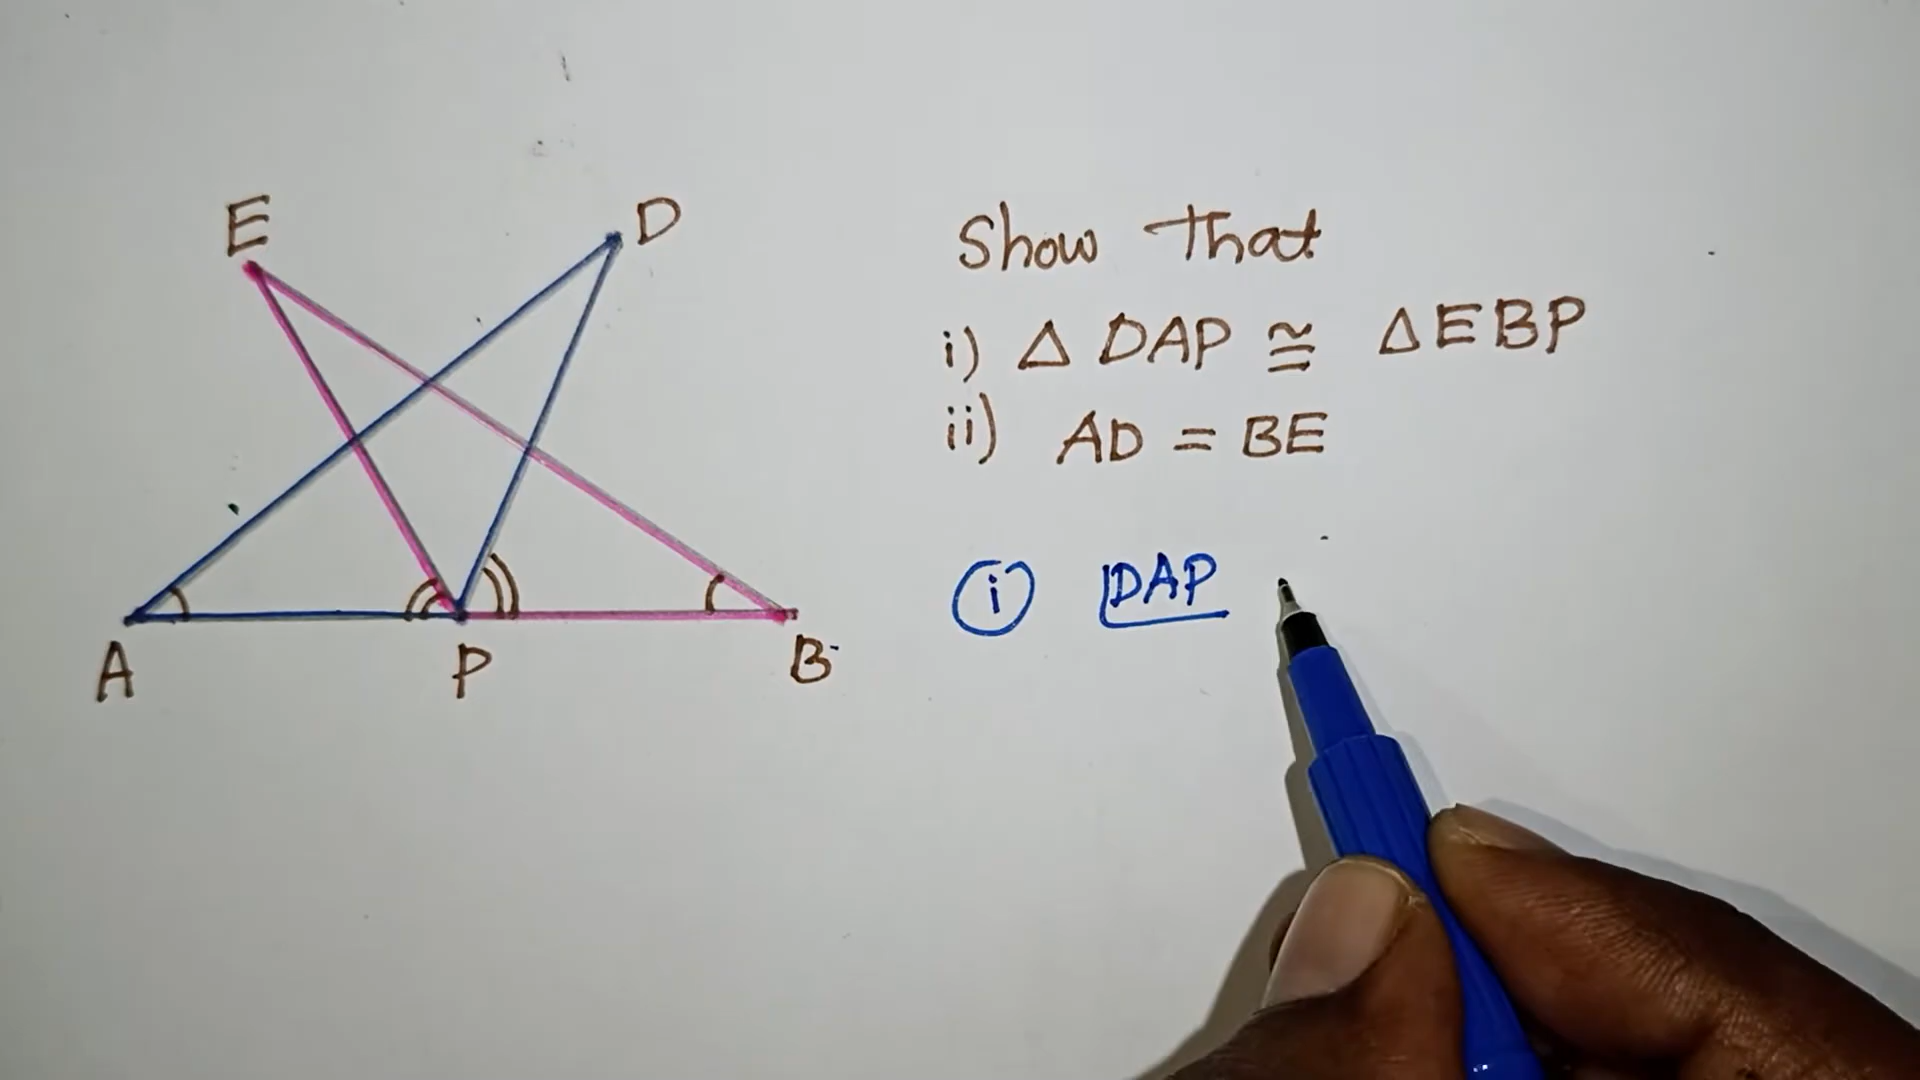 E
D
A
P
B
Show That
i) △ DAP ≅ △EBP
ii) AD = BE
i DAP